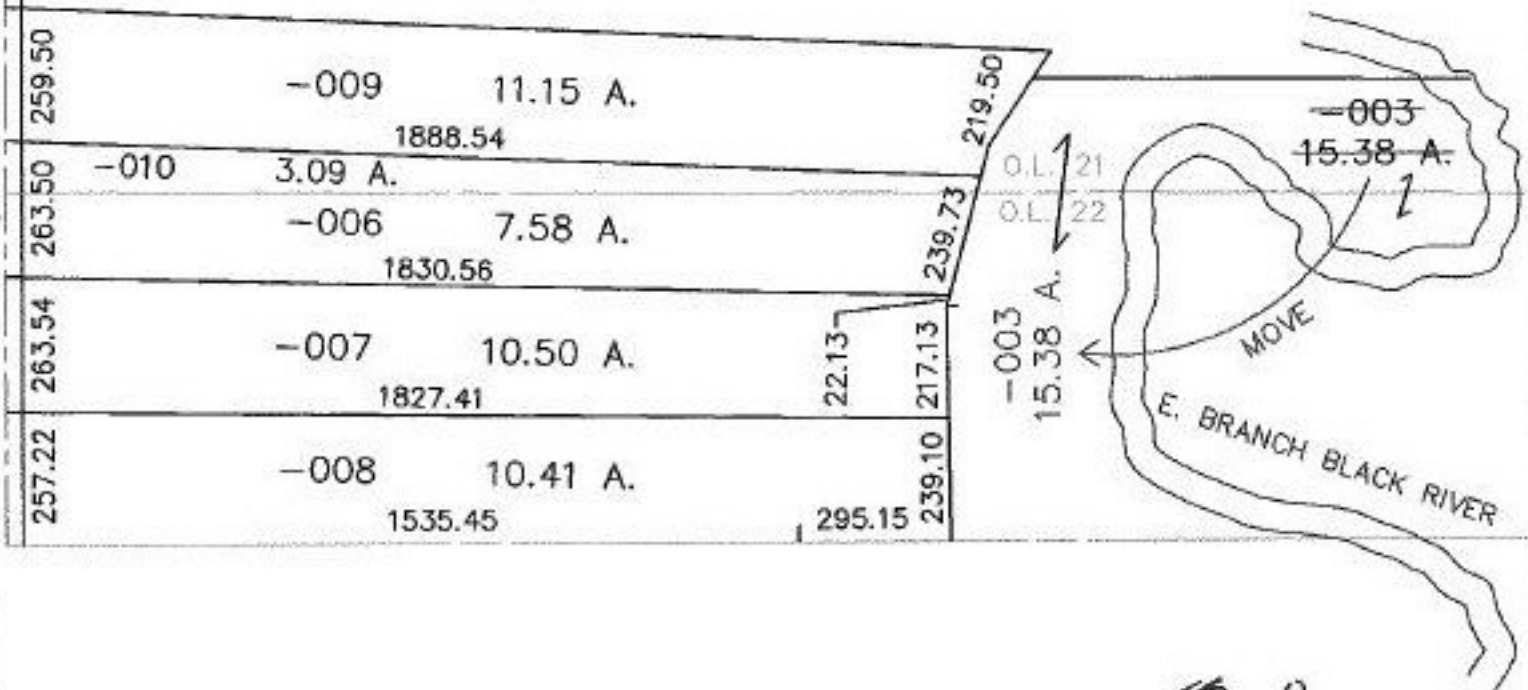 259.50
-009 11.15 A.
1888.54
219.50
-003
15.38 A.
-010 3.09 A.
O.L. 21
263.50
-006 7.58 A.
239.73
O.L. 22
1830.56
263.54
-007 10.50 A.
22.13
217.13
-003
15.38 A.
MOVE
1827.41
E. BRANCH BLACK RIVER
257.22
-008 10.41 A.
239.10
1535.45
295.15